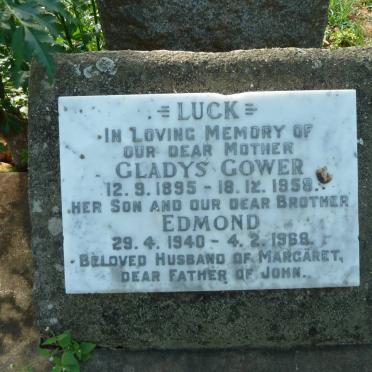 = LUCK =
IN LOVING MEMORY OF
OUR DEAR MOTHER
GLADYS GOWER
12.9.1895 - 18.12.1958.
HER SON AND OUR DEAR BROTHER
EDMOND
29.4.1940 - 4.2.1968.
BELOVED HUSBAND OF MARGARET,
DEAR FATHER OF JOHN.